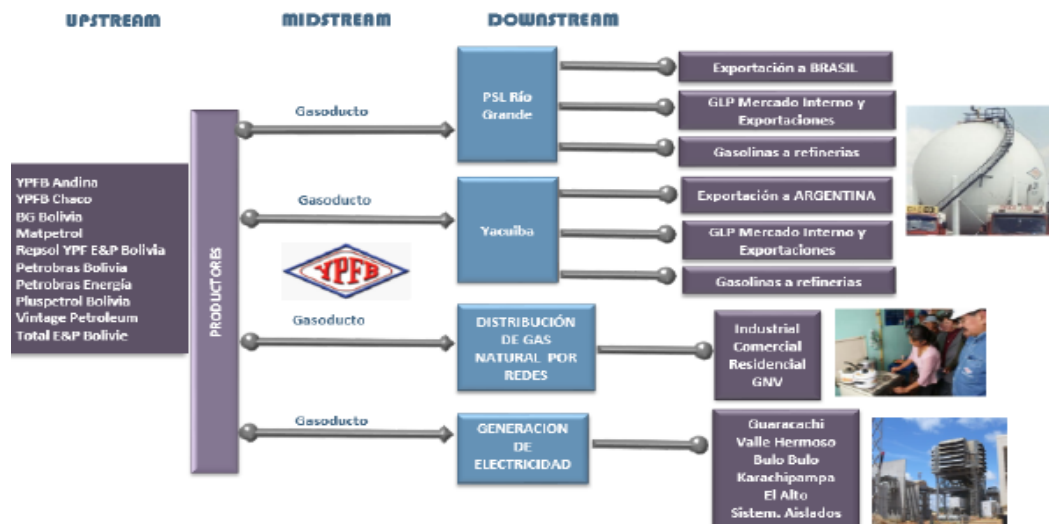 UPSTREAM
MIDSTREAM
DOWNSTREAM
YPFB Andina
YPFB Chaco
BG Bolivia
Matpetrol
Repsol YPF E&P Bolivia
Petrobras Bolivia
Petrobras Energía
Pluspetrol Bolivia
Vintage Petroleum
Total E&P Bolivie
PRODUCTORES
Gasoducto
PSL Río
Grande
Exportación a BRASIL
GLP Mercado Interno y
Exportaciones
Gasolinas a refinerias
Gasoducto
Yacuiba
Exportación a ARGENTINA
GLP Mercado Interno y
Exportaciones
Gasolinas a refinerias
YPFB
Gasoducto
DISTRIBUCIÓN
DE GAS
NATURAL POR
REDES
Industrial
Comercial
Residencial
GNV
Gasoducto
GENERACION
DE
ELECTRICIDAD
Guaracachi
Valle Hermoso
Bulo Bulo
Karachipampa
El Alto
Sistem. Aislados